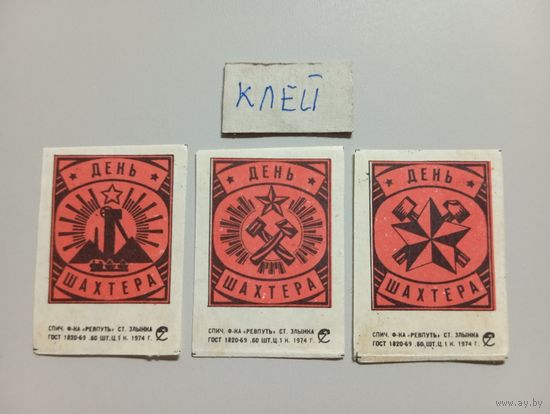 КЛЕЙ
ДЕНЬ
ШАХТЕРА
СПИЧ. Ф-КА «РЕВПУТЬ» СТ. ЗЛЫНКА
ГОСТ 1820-69 .60 ШТ.Ц.1 К. 1974 Г.
ДЕНЬ
ШАХТЕРА
СПИЧ. Ф-КА «РЕВПУТЬ» СТ. ЗЛЫНКА
ГОСТ 1820-69 .60 ШТ.Ц.1 К. 1974 Г.
ДЕНЬ
ШАХТЕРА
СПИЧ. Ф-КА «РЕВПУТЬ» СТ. ЗЛЫНКА
ГОСТ 1820-69 .60 ШТ.Ц.1 К. 1974 Г.
AY.BY